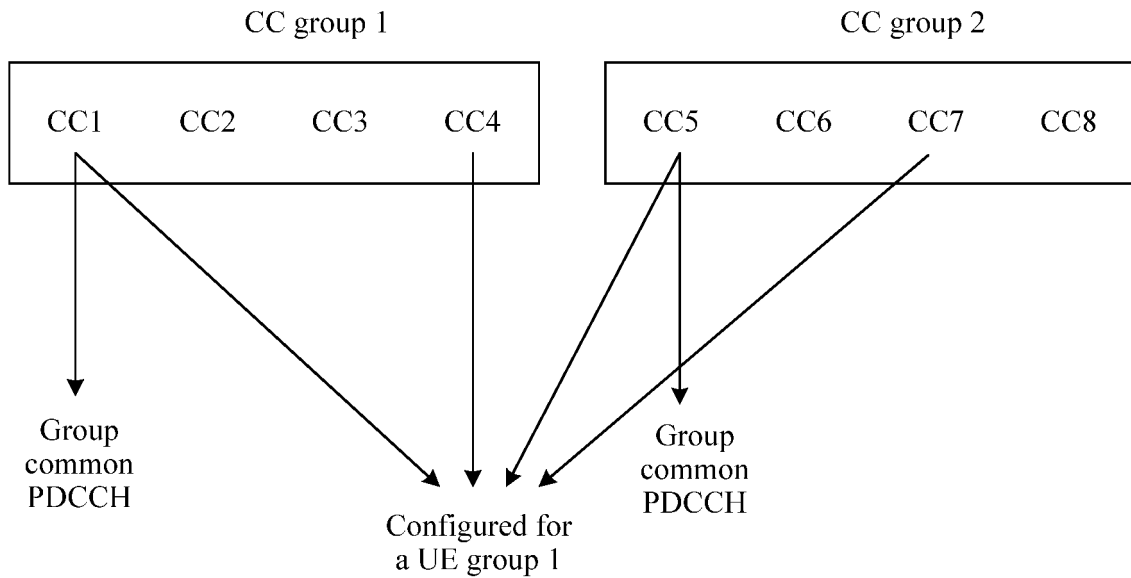 CC group 1
CC group 2
CC1 CC2 CC3 CC4
CC5 CC6 CC7 CC8
Group
common
PDCCH
Configured for
a UE group 1
Group
common
PDCCH